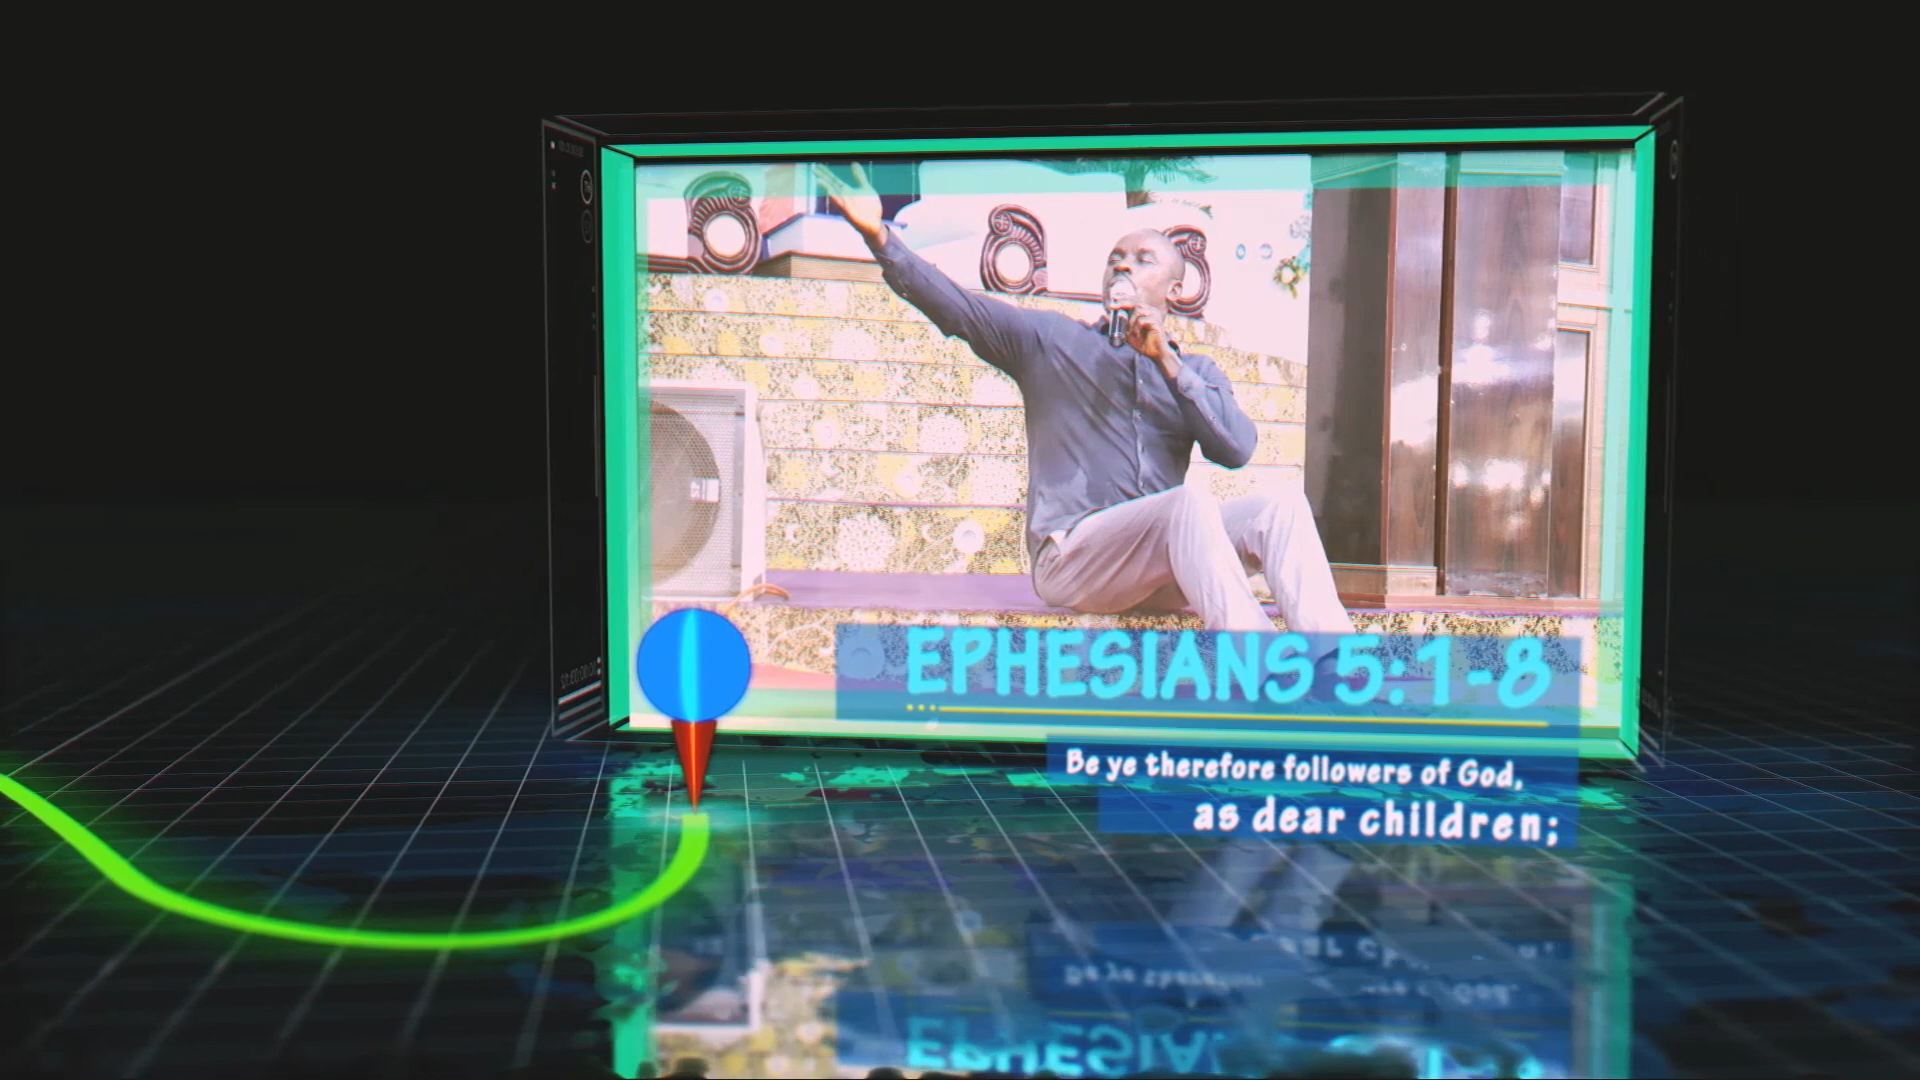 EPHESIANS 5:1-8
Be ye therefore followers of God,
as dear children;